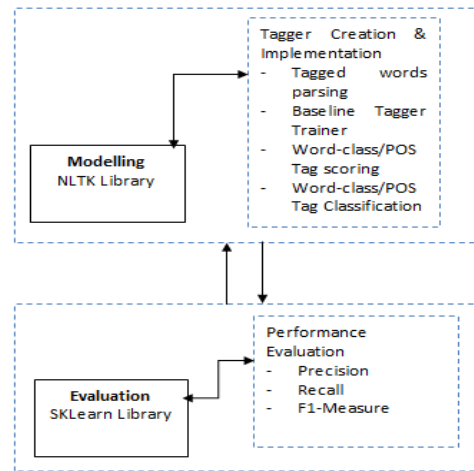 Tagger Creation &
Implementation
- Tagged words
parsing
- Baseline Tagger
Trainer
- Word-class/POS
Tag scoring
- Word-class/POS
Tag Classification
Modelling
NLTK Library
Performance
Evaluation
- Precision
- Recall
- F1-Measure
Evaluation
SKLearn Library